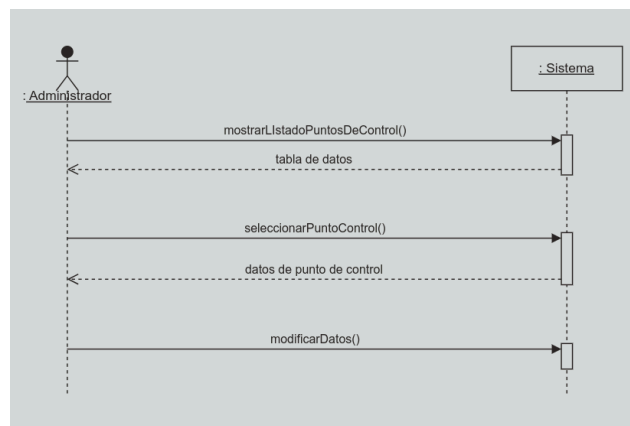 : Sistema
: Administrador
mostrarLIstadoPuntosDeControl()
tabla de datos
seleccionarPuntoControl()
datos de punto de control
modificarDatos()